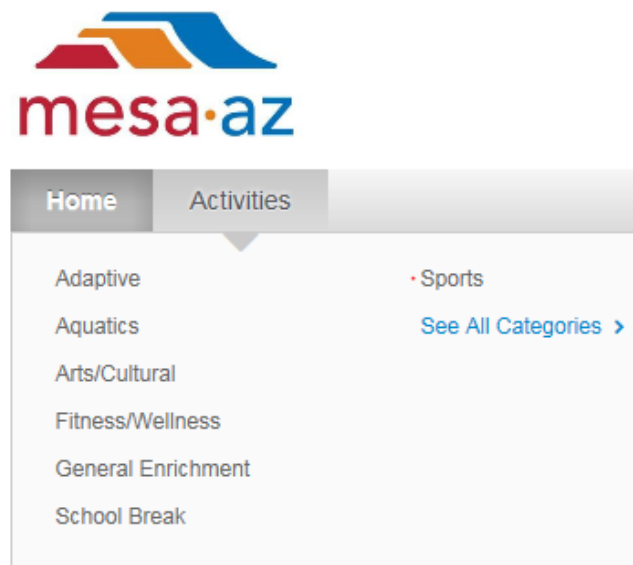 mesa·az
Home Activities
Adaptive
Aquatics
Arts/Cultural
Fitness/Wellness
General Enrichment
School Break
Sports
See All Categories >